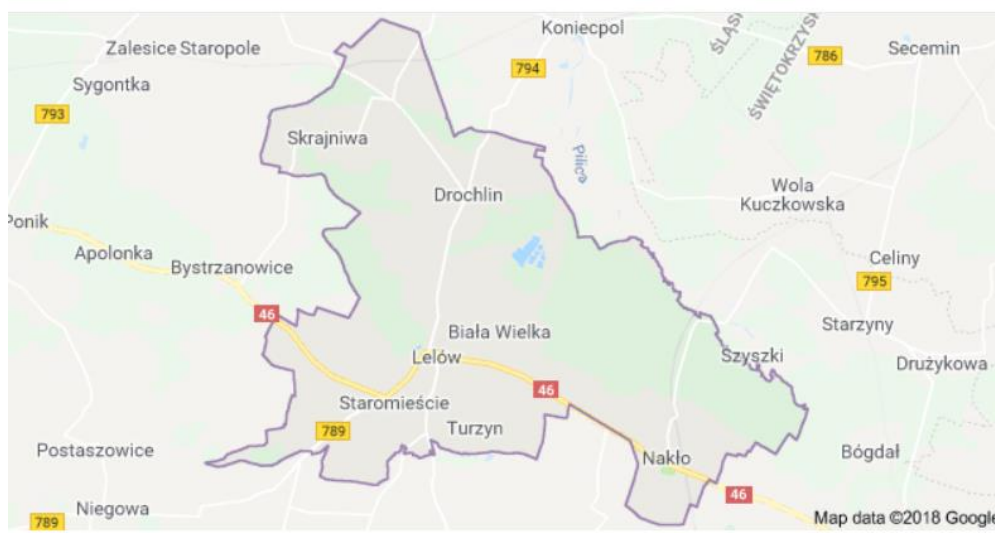 Koniecpol
ŚLĄS
786
Secemin
Zalesice Staropole
794
ŚWIĘTOKRZYSK
Sygontka
793
Skrajniwa
Pilica
Drochlin
Wola
Kuczkowska
Ponik
Apolonka
Bystrzanowice
Celiny
795
46
Starzyny
Biała Wielka
Lelów
Szyszki
Drużykowa
46
Staromieście
789
Turzyn
Postaszowice
Nakło
Bógdał
46
Niegowa
789
Map data ©2018 Google